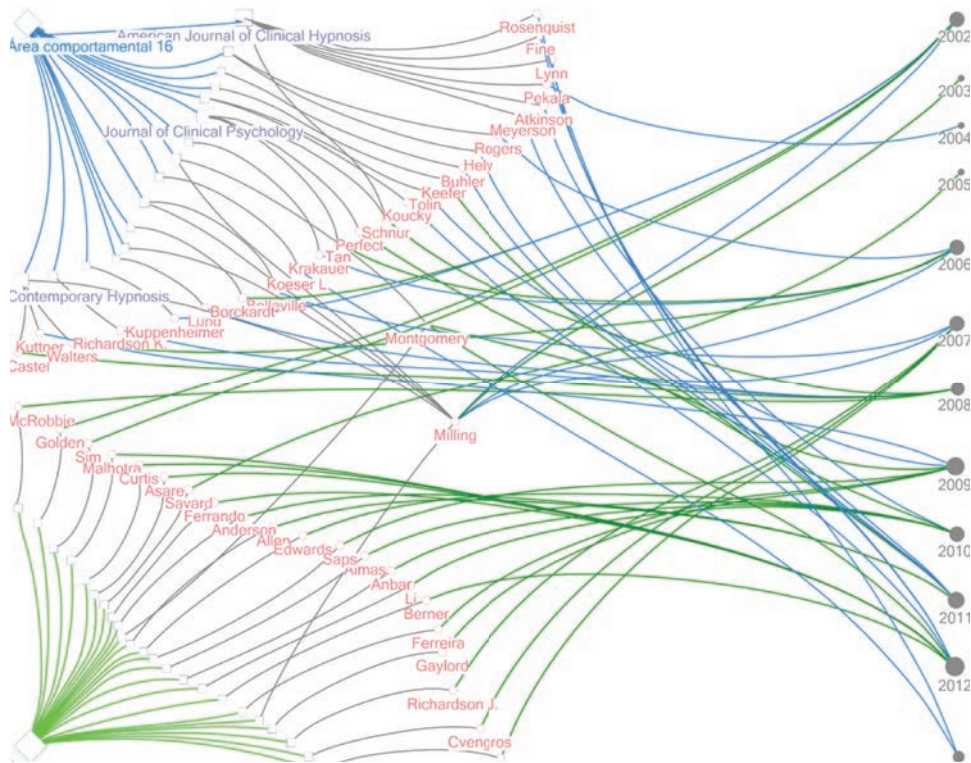 Area comportamental 16
American Journal of Clinical Hypnosis
Journal of Clinical Psychology
Contemporary Hypnosis
Rosenquist
Fine
Lynn
Pekala
Atkinson
Meyerson
Rogers
Hely
Buhler
Keefer
Tolin
Koucky
Schnur
Perfect
Tan
Krakauer
Koeser L
Belleville
Borckardt
Lund
Kuppenheimer
Richardson K.
Kuttner
Walters
Castel
Montgomery
Milling
McRobbie
Golden
Sim
Malhotra
Curtis
Asare
Savard
Ferrando
Anderson
Allen
Edwards
Saps
Almas
Anbar
Li
Berner
Ferreira
Gaylord
Richardson J.
Cvengros
2002
2003
2004
2005
2006
2007
2008
2009
2010
2011
2012